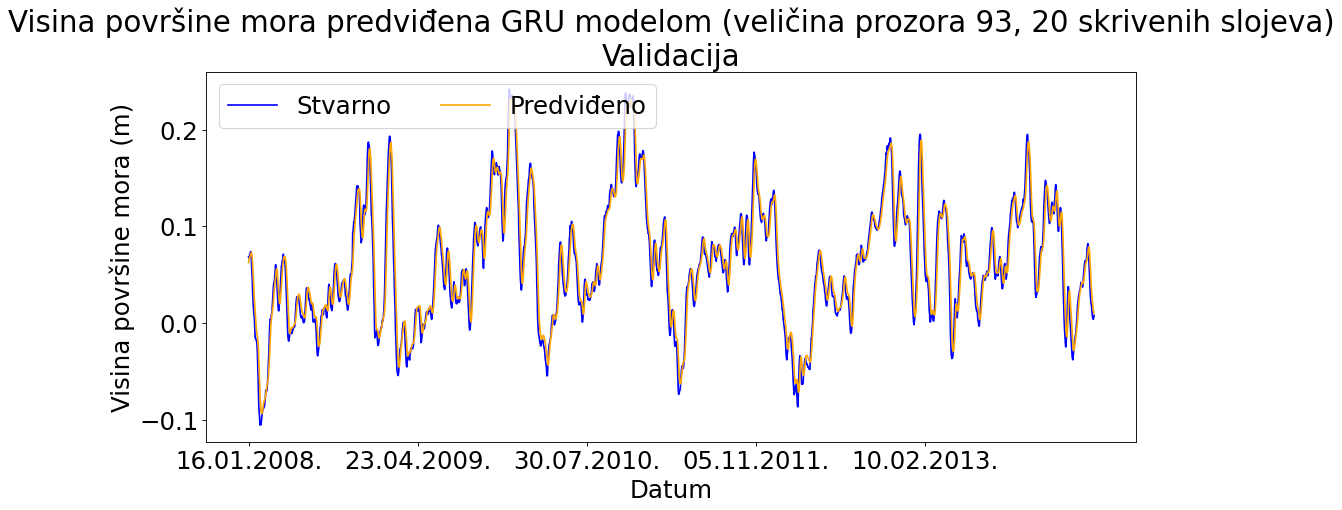 Visina površine mora predviđena GRU modelom (veličina prozora 93, 20 skrivenih slojeva)
Validacija
Stvarno
Predviđeno
Visina površine mora (m)
0.2
0.1
0.0
−0.1
16.01.2008.
23.04.2009.
30.07.2010.
05.11.2011.
10.02.2013.
Datum